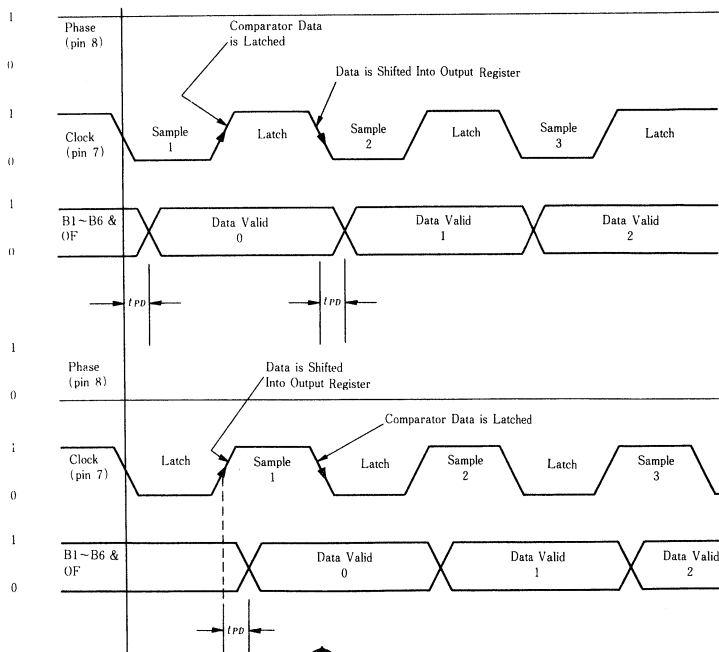 1
Phase
(pin 8)
0
Comparator Data
is Latched
Data is Shifted Into Output Register
1
Clock
(pin 7)
0
Sample
1
Latch
Sample
2
Latch
Sample
3
Latch
1
B1~B6 &
OF
0
Data Valid
0
Data Valid
1
Data Valid
2
tPD
tPD
1
Phase
(pin 8)
0
Data is Shifted
Into Output Register
Comparator Data is Latched
1
Clock
(pin 7)
0
Latch
Sample
1
Latch
Sample
2
Latch
Sample
3
1
B1~B6 &
OF
0
Data Valid
0
Data Valid
1
Data Valid
2
tPD